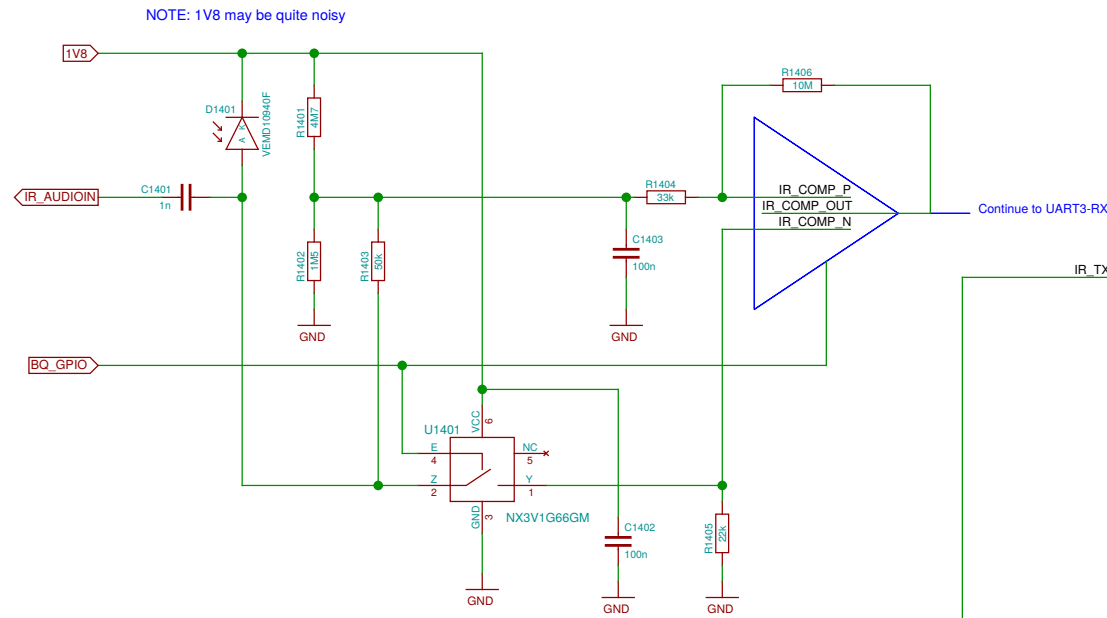 NOTE: 1V8 may be quite noisy
1V8
R1406
10M
D1401
K
A
VEMD10940F
R1401
4M7
IR_AUDIOIN
C1401
1n
R1404
33k
IR_COMP_P
IR_COMP_OUT
IR_COMP_N
Continue to UART3-RX
R1402
1M5
R1403
50k
C1403
100n
IR_TX
GND
GND
BQ_GPIO
U1401
VCC
6
E
4
NC
5
Z
2
Y
1
GND
3
NX3V1G66GM
C1402
100n
R1405
22k
GND
GND
GND